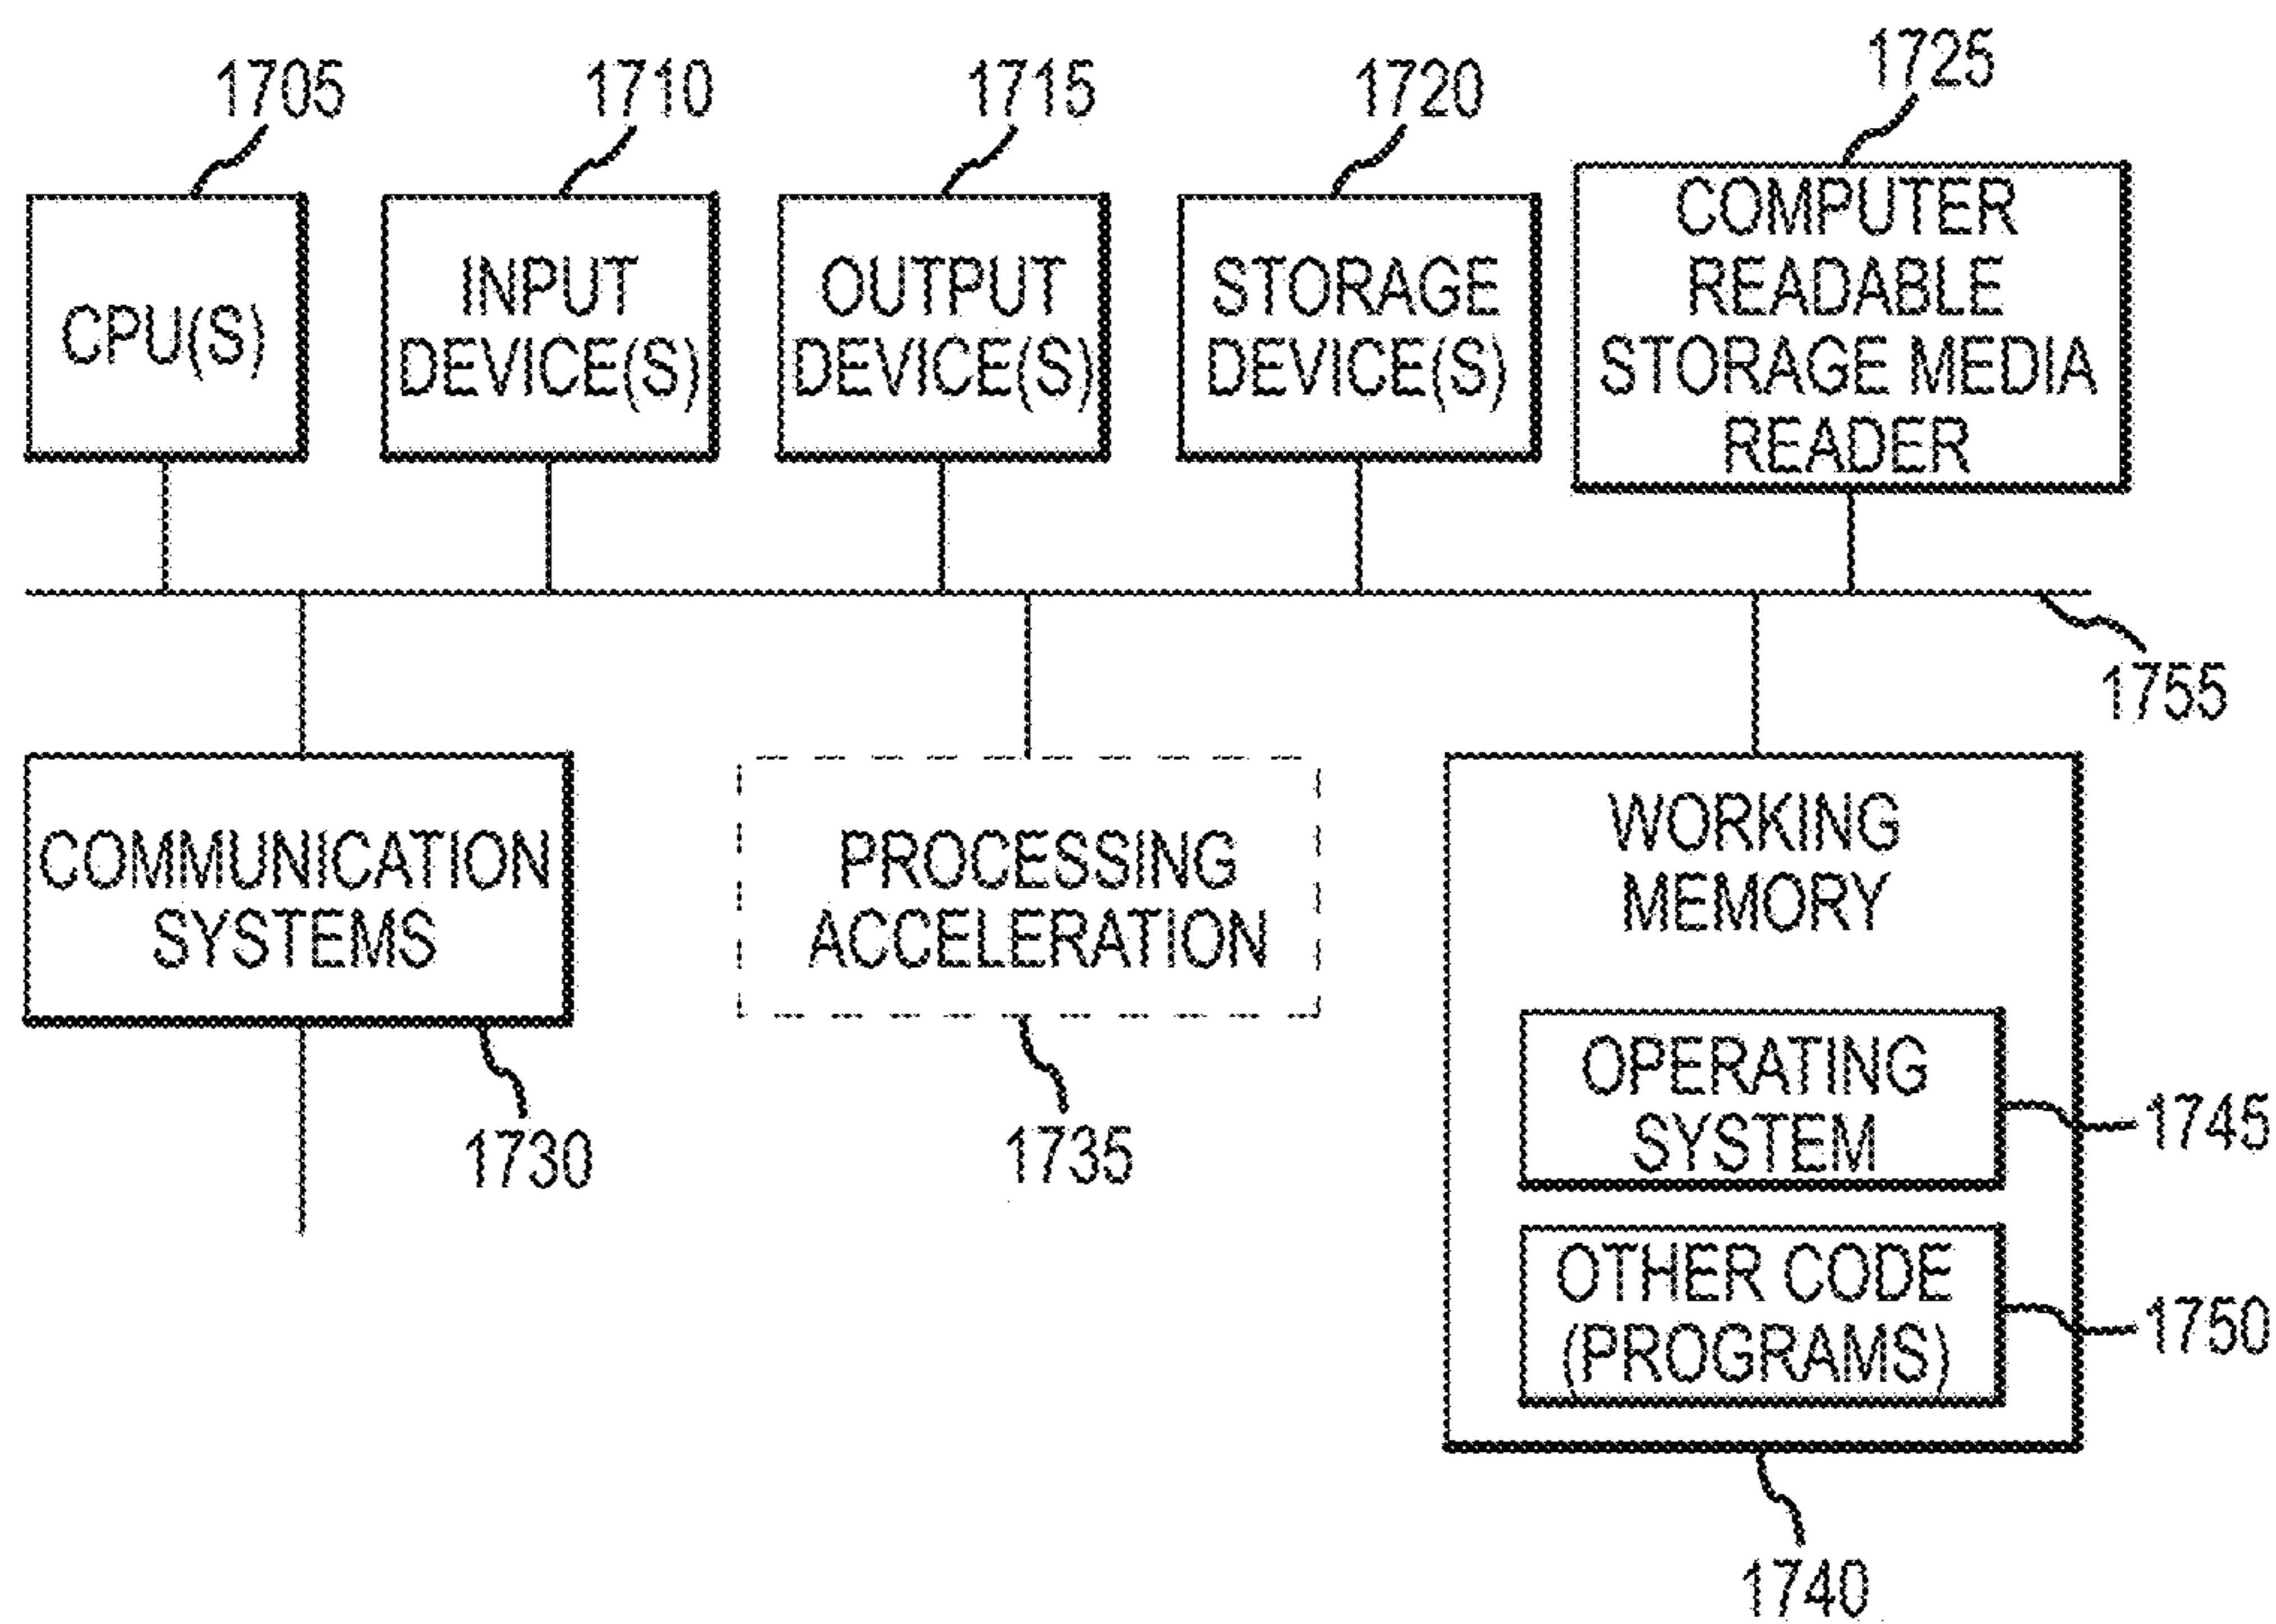 1705
1710
1715
1720
1725
CPU(S)
INPUT
DEVICE(S)
OUTPUT
DEVICE(S)
STORAGE
DEVICE(S)
COMPUTER
READABLE
STORAGE MEDIA
READER
1755
COMMUNICATION
SYSTEMS
1730
PROCESSING
ACCELERATION
1735
WORKING
MEMORY
OPERATING
SYSTEM
1745
OTHER CODE
(PROGRAMS)
1750
1740